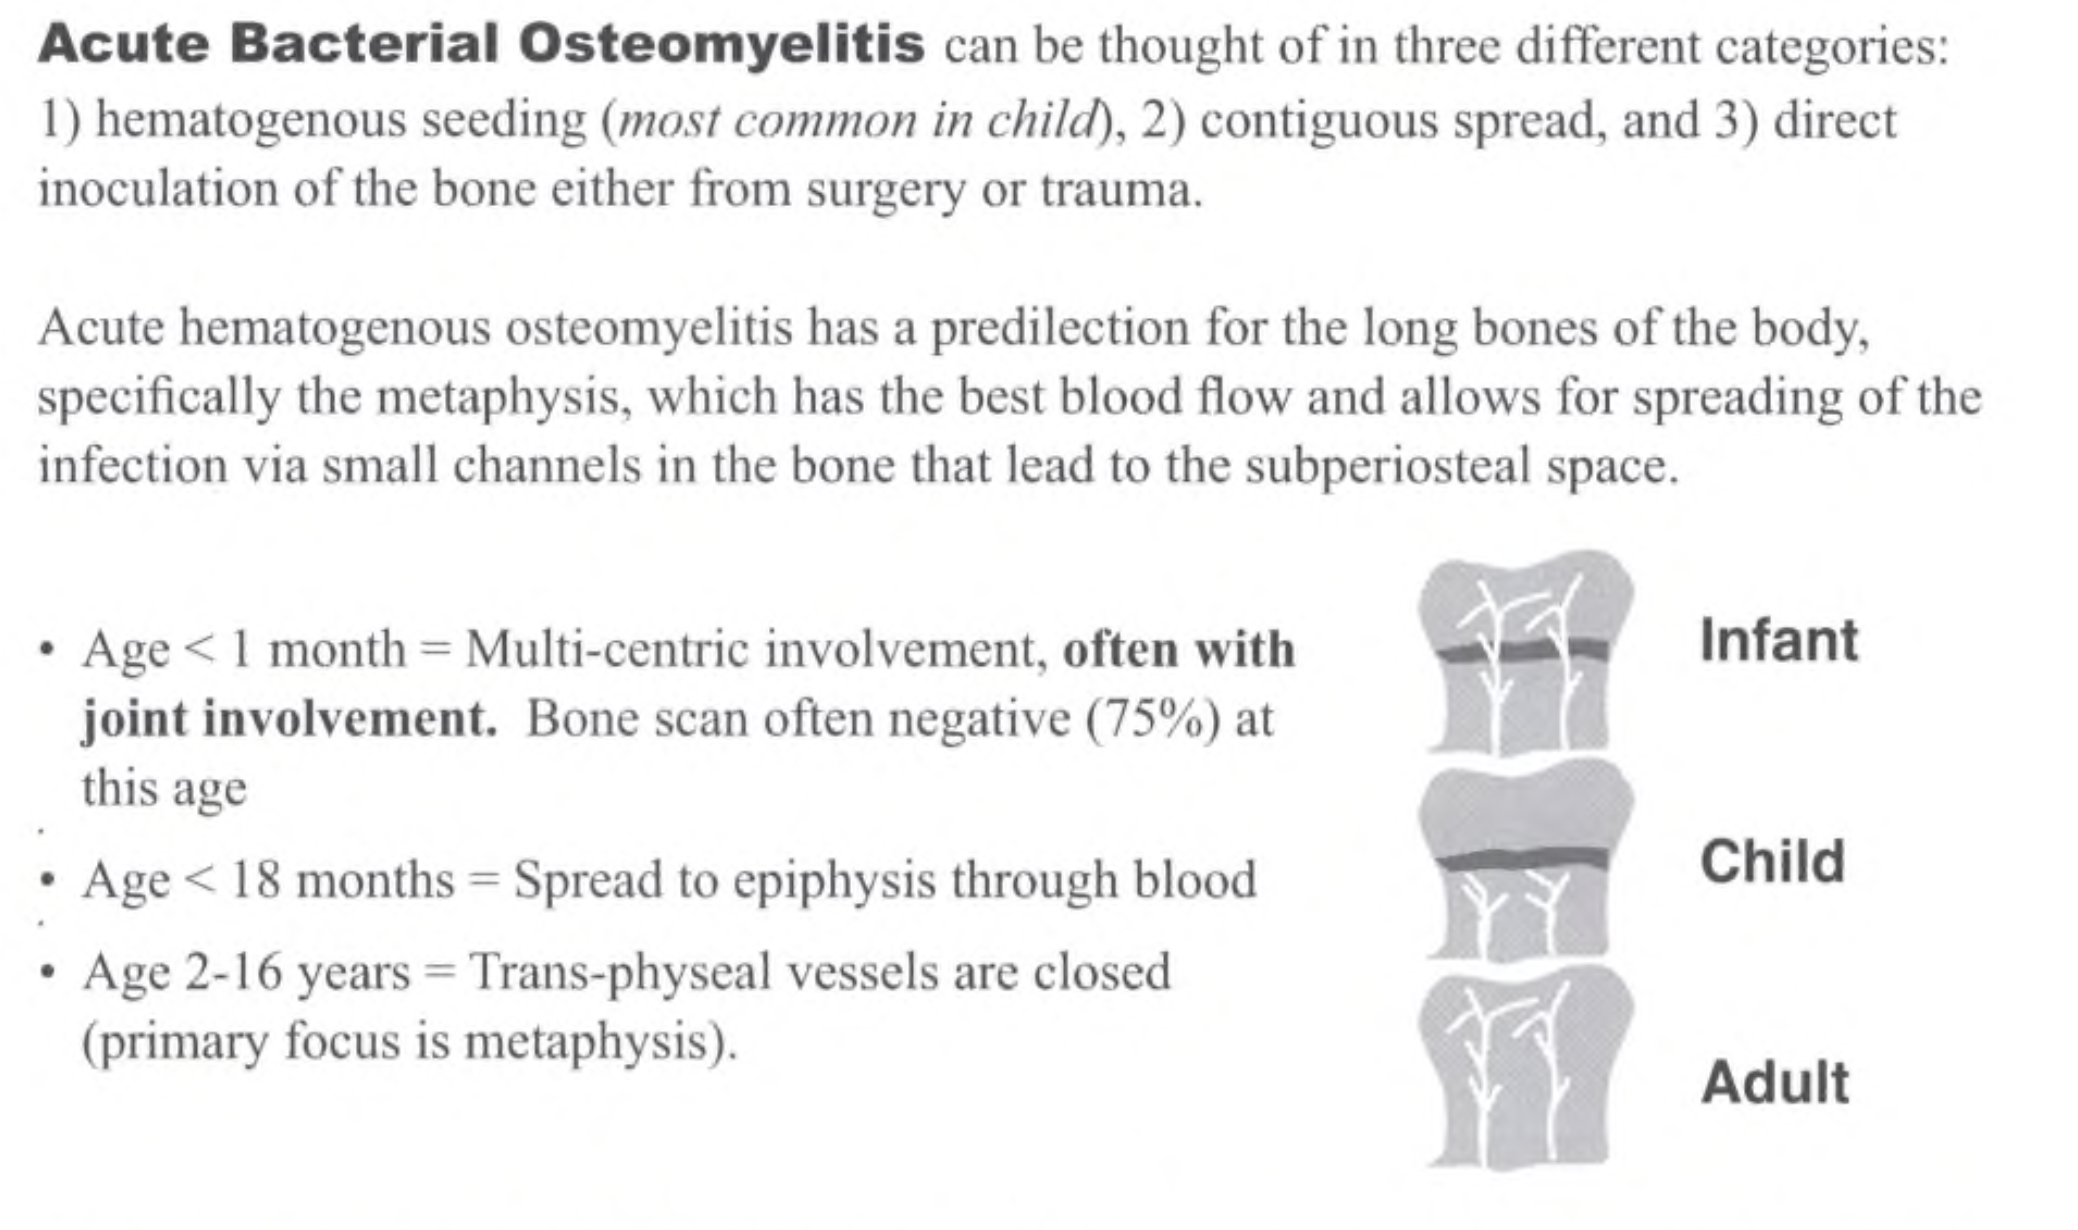 Acute Bacterial Osteomyelitis can be thought of in three different categories:
1) hematogenous seeding (most common in child), 2) contiguous spread, and 3) direct
inoculation of the bone either from surgery or trauma.
Acute hematogenous osteomyelitis has a predilection for the long bones of the body,
specifically the metaphysis, which has the best blood flow and allows for spreading of the
infection via small channels in the bone that lead to the subperiosteal space.
• Age < 1 month = Multi-centric involvement, often with
joint involvement. Bone scan often negative (75%) at
this age
• Age < 18 months = Spread to epiphysis through blood
• Age 2-16 years = Trans-physeal vessels are closed
(primary focus is metaphysis).
Infant
Child
Adult